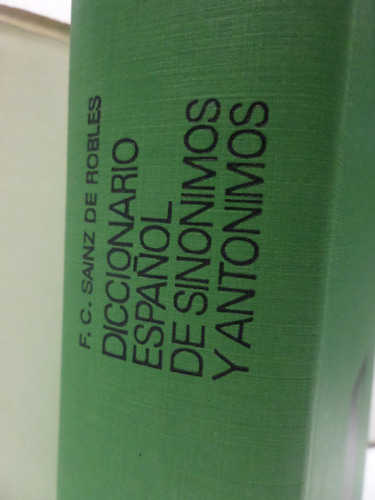 F. C. SAINZ DE ROBLES
DICCIONARIO
ESPAÑOL
DE SINONIMOS
Y ANTONIMOS